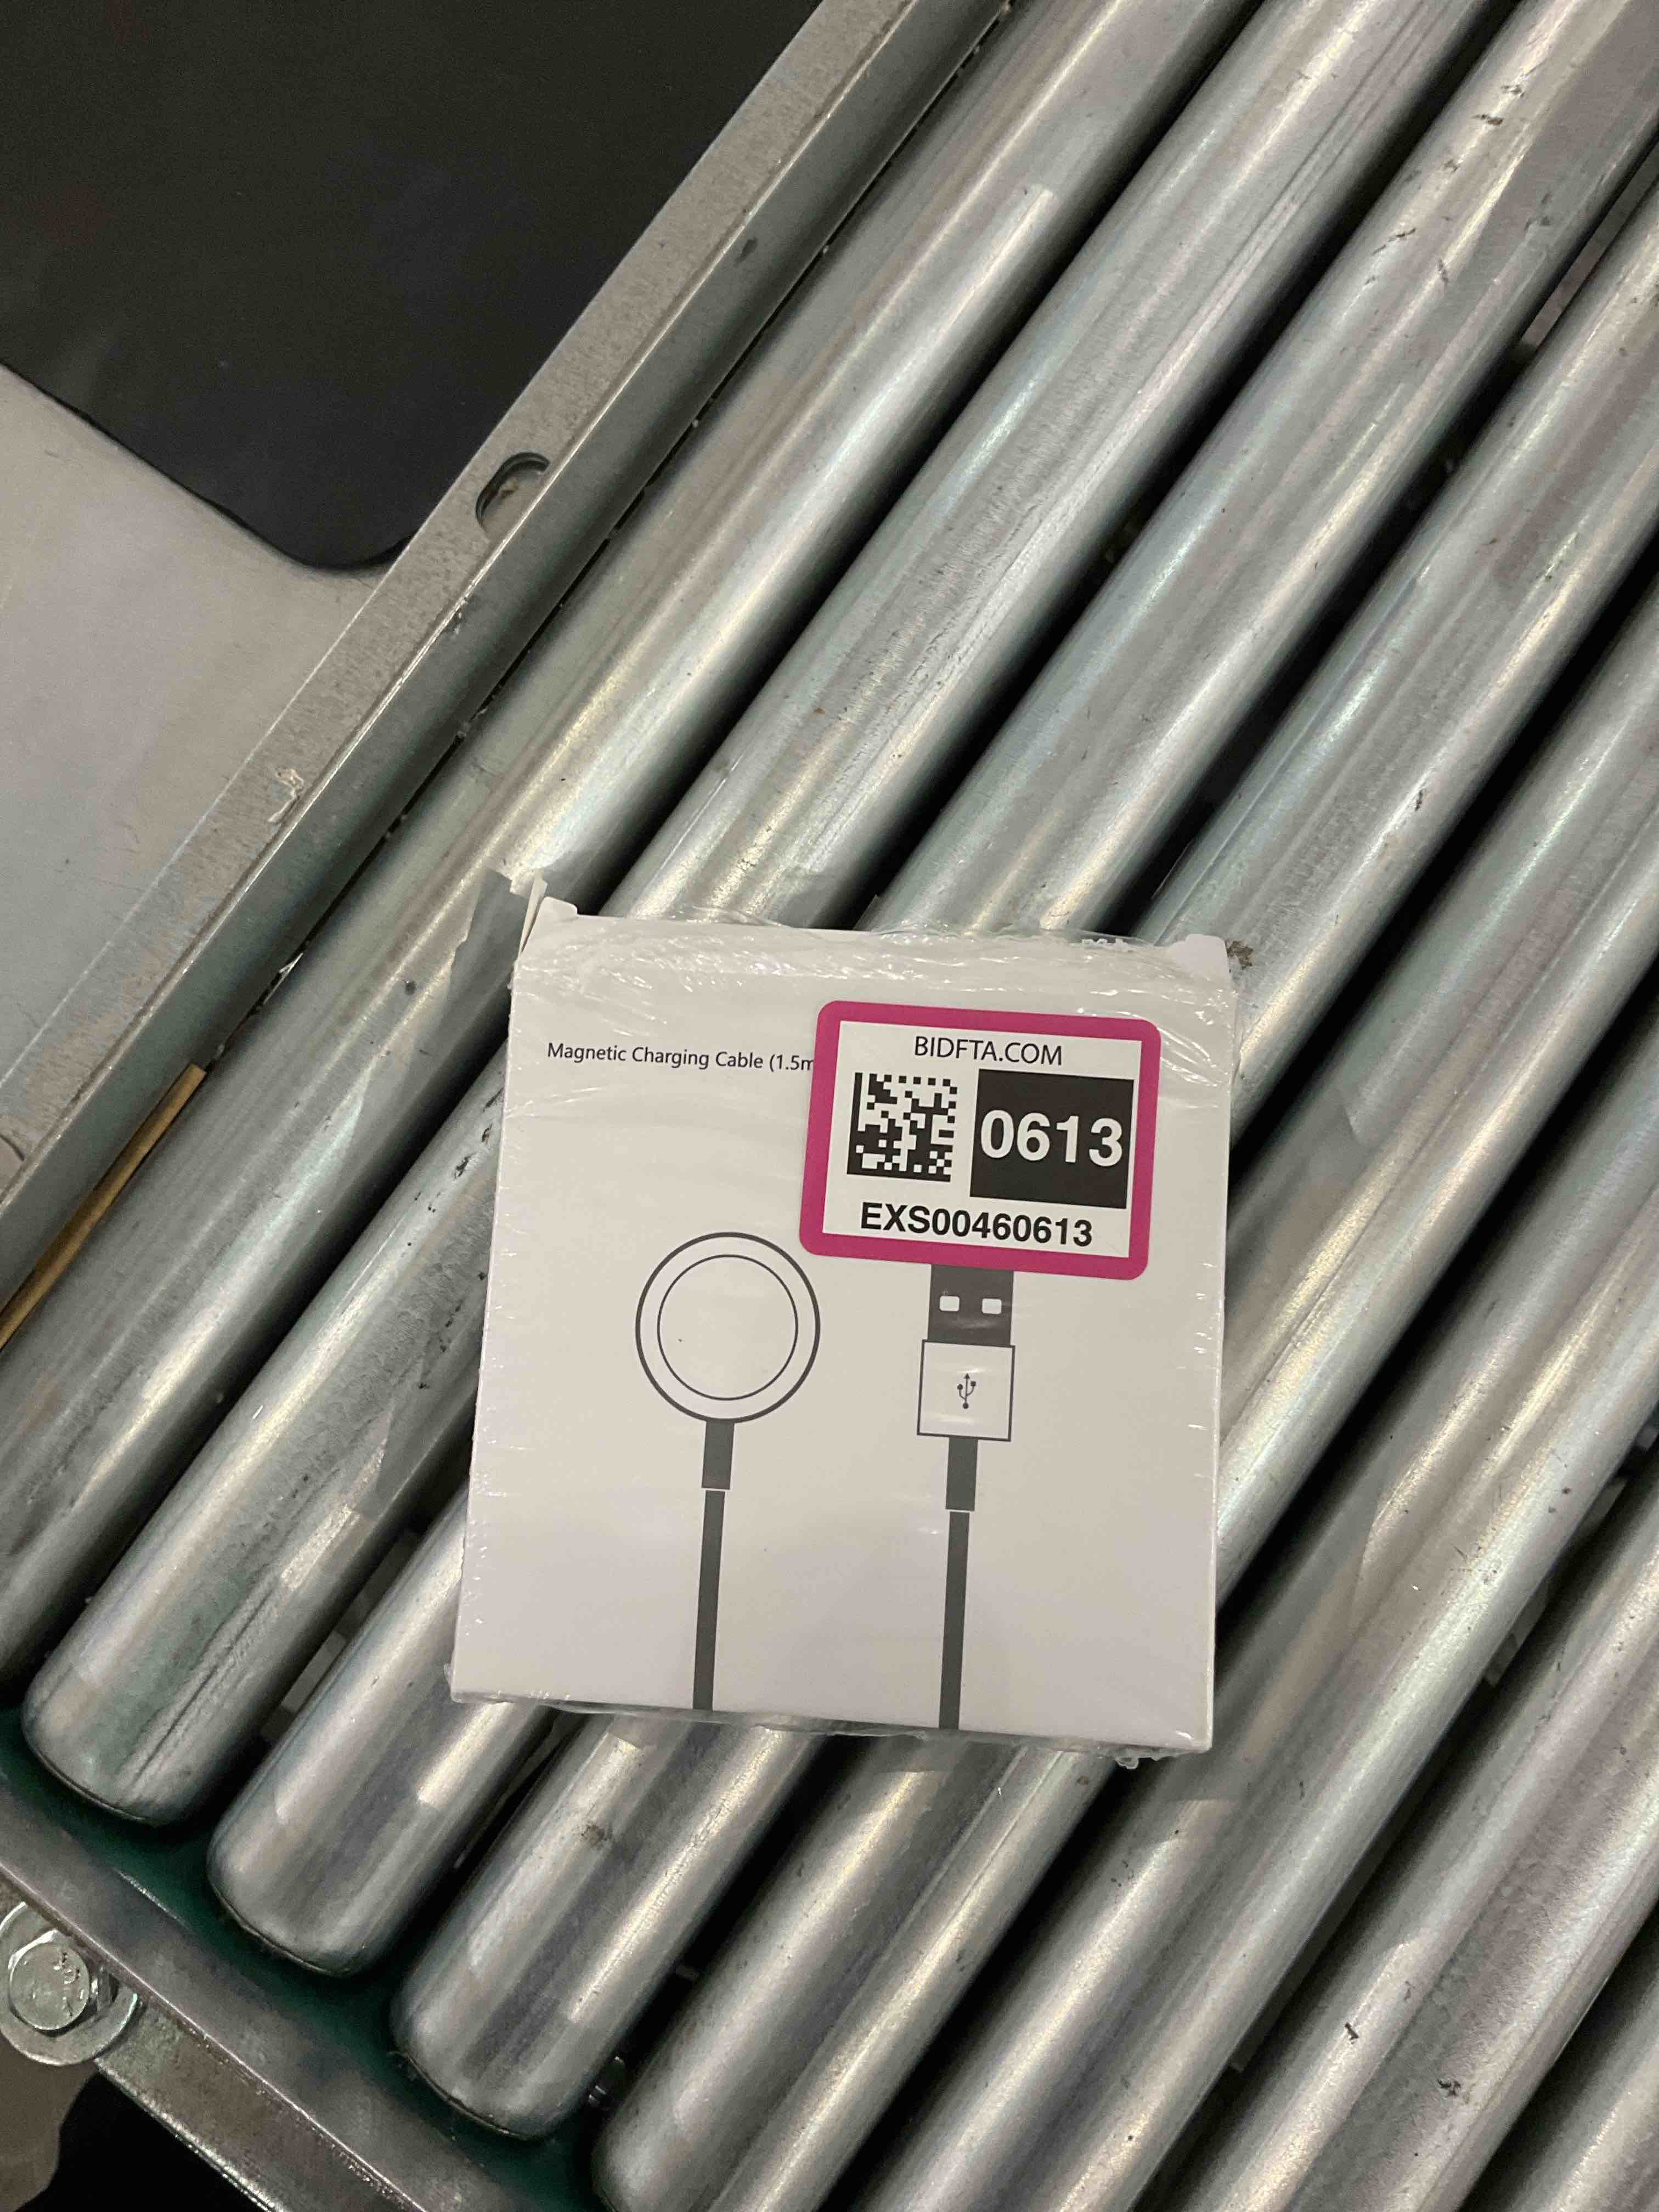 Magnetic Charging Cable (1.5m
BIDFTA.COM
0613
EXS00460613